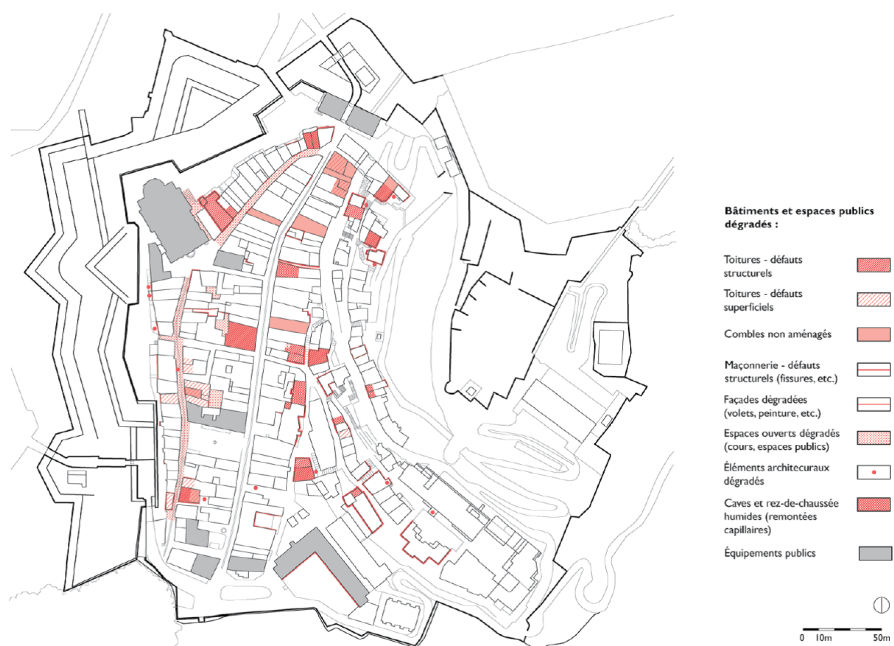 Bâtiments et espaces publics
dégradés :
Toitures - défauts
structurels
Toitures - défauts
superficiels
Combles non aménagés
Maçonnerie - défauts
structurels (fissures, etc.)
Façades dégradées
(volets, peinture, etc.)
Espaces ouverts dégradés
(cours, espaces publics)
Éléments architecuraux
dégradés
Caves et rez-de-chaussée
humides (remontées
capillaires)
Équipements publics
0 10m 50m